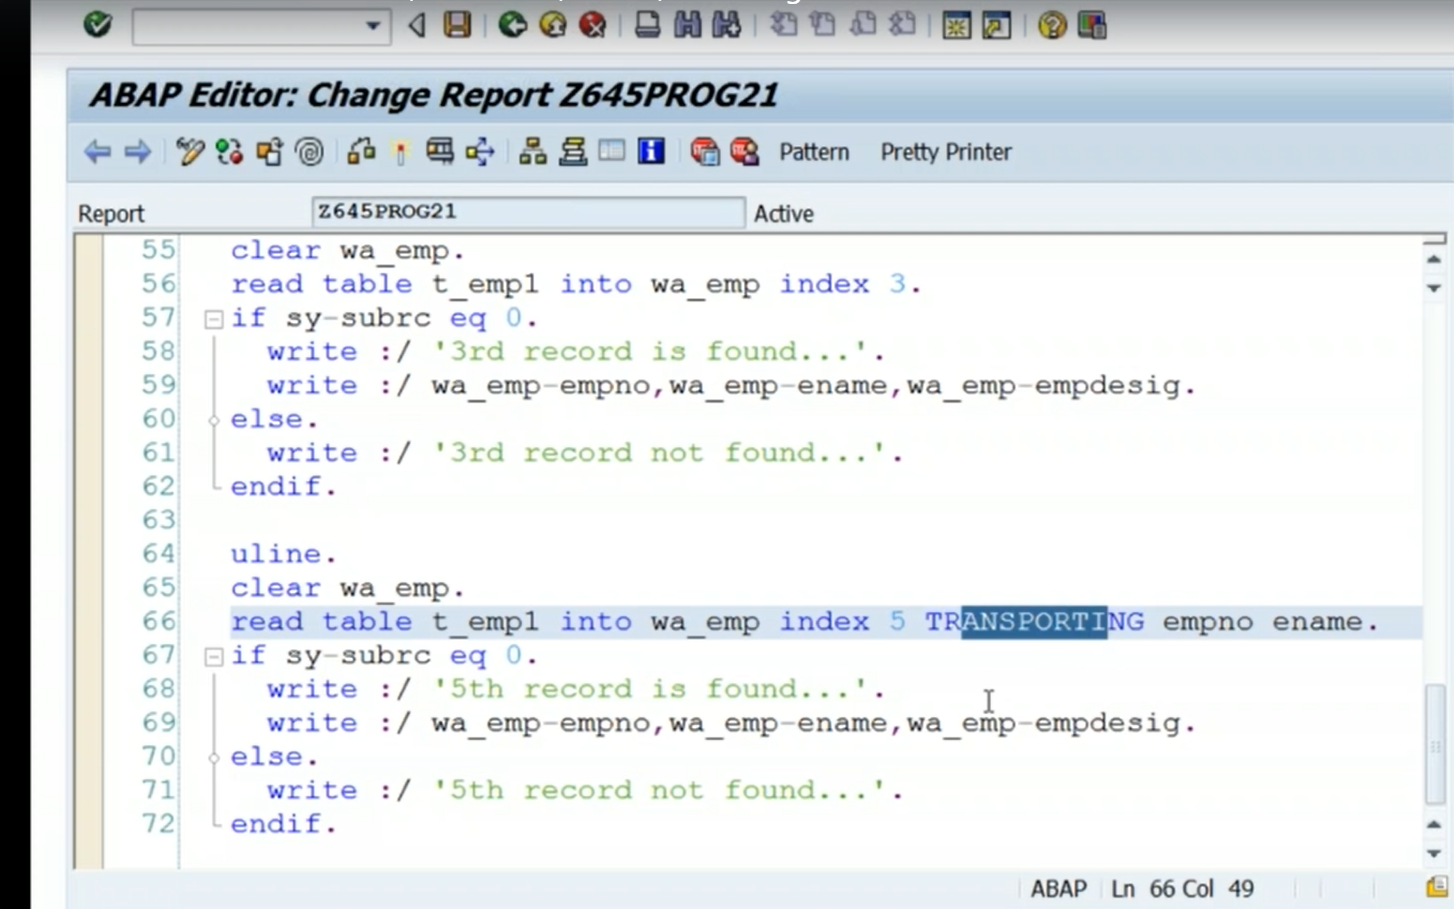 ABAP Editor: Change Report Z645PROG21
Pattern Pretty Printer
Report Z645PROG21 Active
55 clear wa_emp.
56 read table t_emp1 into wa_emp index 3.
57 if sy-subrc eq 0.
58 write :/ '3rd record is found...'.
59 write :/ wa_emp-empno,wa_emp-ename,wa_emp-empdesig.
60 else.
61 write :/ '3rd record not found...'.
62 endif.
63
64 uline.
65 clear wa_emp.
66 read table t_emp1 into wa_emp index 5 TRANSPORTING empno ename.
67 if sy-subrc eq 0.
68 write :/ '5th record is found...'.
69 write :/ wa_emp-empno,wa_emp-ename,wa_emp-empdesig.
70 else.
71 write :/ '5th record not found...'.
72 endif.
ABAP Ln 66 Col 49